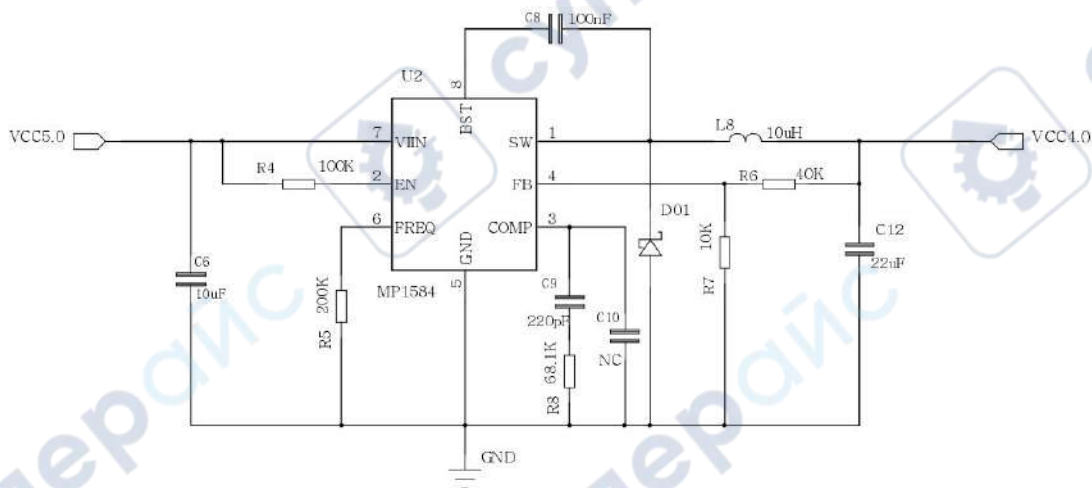 C8
100nF
U2
8
BST
VCC5.0
7
VIIN
SW
1
L8
10uH
VCC4.0
R4
100K
2
EN
FB
4
R6
40K
6
FREQ
COMP
3
GND
D01
10K
R7
C12
22uF
C6
10uF
200K
R5
MP1584
5
C9
220pF
C10
NC
68.1K
R8
GND